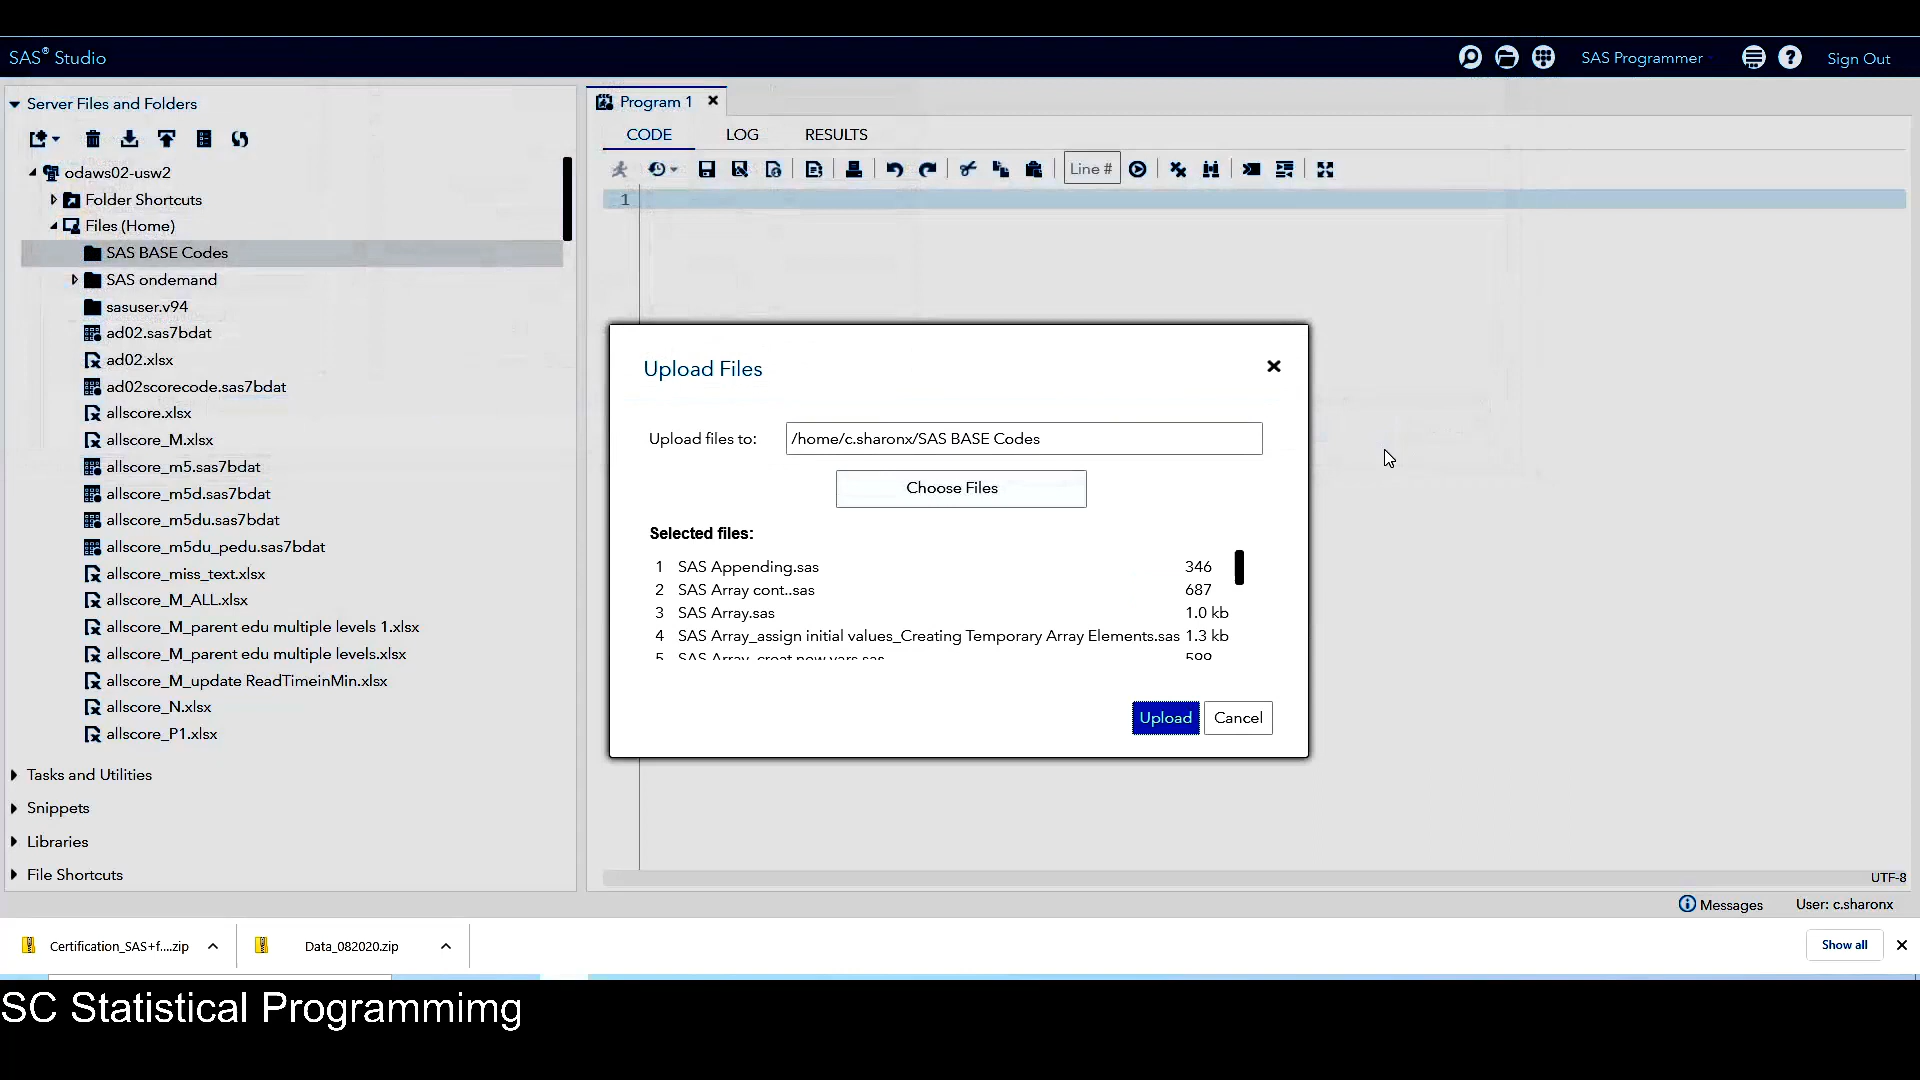 SAS® Studio
SAS Programmer
Sign Out
Server Files and Folders
odaws02-usw2
Folder Shortcuts
Files (Home)
SAS BASE Codes
SAS ondemand
sasuser.v94
ad02.sas7bdat
ad02.xlsx
ad02scorecode.sas7bdat
allscore.xlsx
allscore_M.xlsx
allscore_m5.sas7bdat
allscore_m5d.sas7bdat
allscore_m5du.sas7bdat
allscore_m5du_pedu.sas7bdat
allscore_miss_text.xlsx
allscore_M_ALL.xlsx
allscore_M_parent edu multiple levels 1.xlsx
allscore_M_parent edu multiple levels.xlsx
allscore_M_update ReadTimeinMin.xlsx
allscore_N.xlsx
allscore_P1.xlsx
Tasks and Utilities
Snippets
Libraries
File Shortcuts
Program 1
CODE LOG RESULTS
Line #
1
Upload Files
Upload files to: /home/c.sharonx/SAS BASE Codes
Choose Files
Selected files:
1 SAS Appending.sas 346
2 SAS Array cont..sas 687
3 SAS Array.sas 1.0 kb
4 SAS Array_assign initial values_Creating Temporary Array Elements.sas 1.3 kb
5 SAS Array_creat new vars.sas 599
Upload Cancel
UTF-8
Messages User: c.sharonx
Certification_SAS+f....zip Data_082020.zip Show all
SC Statistical Programmimg